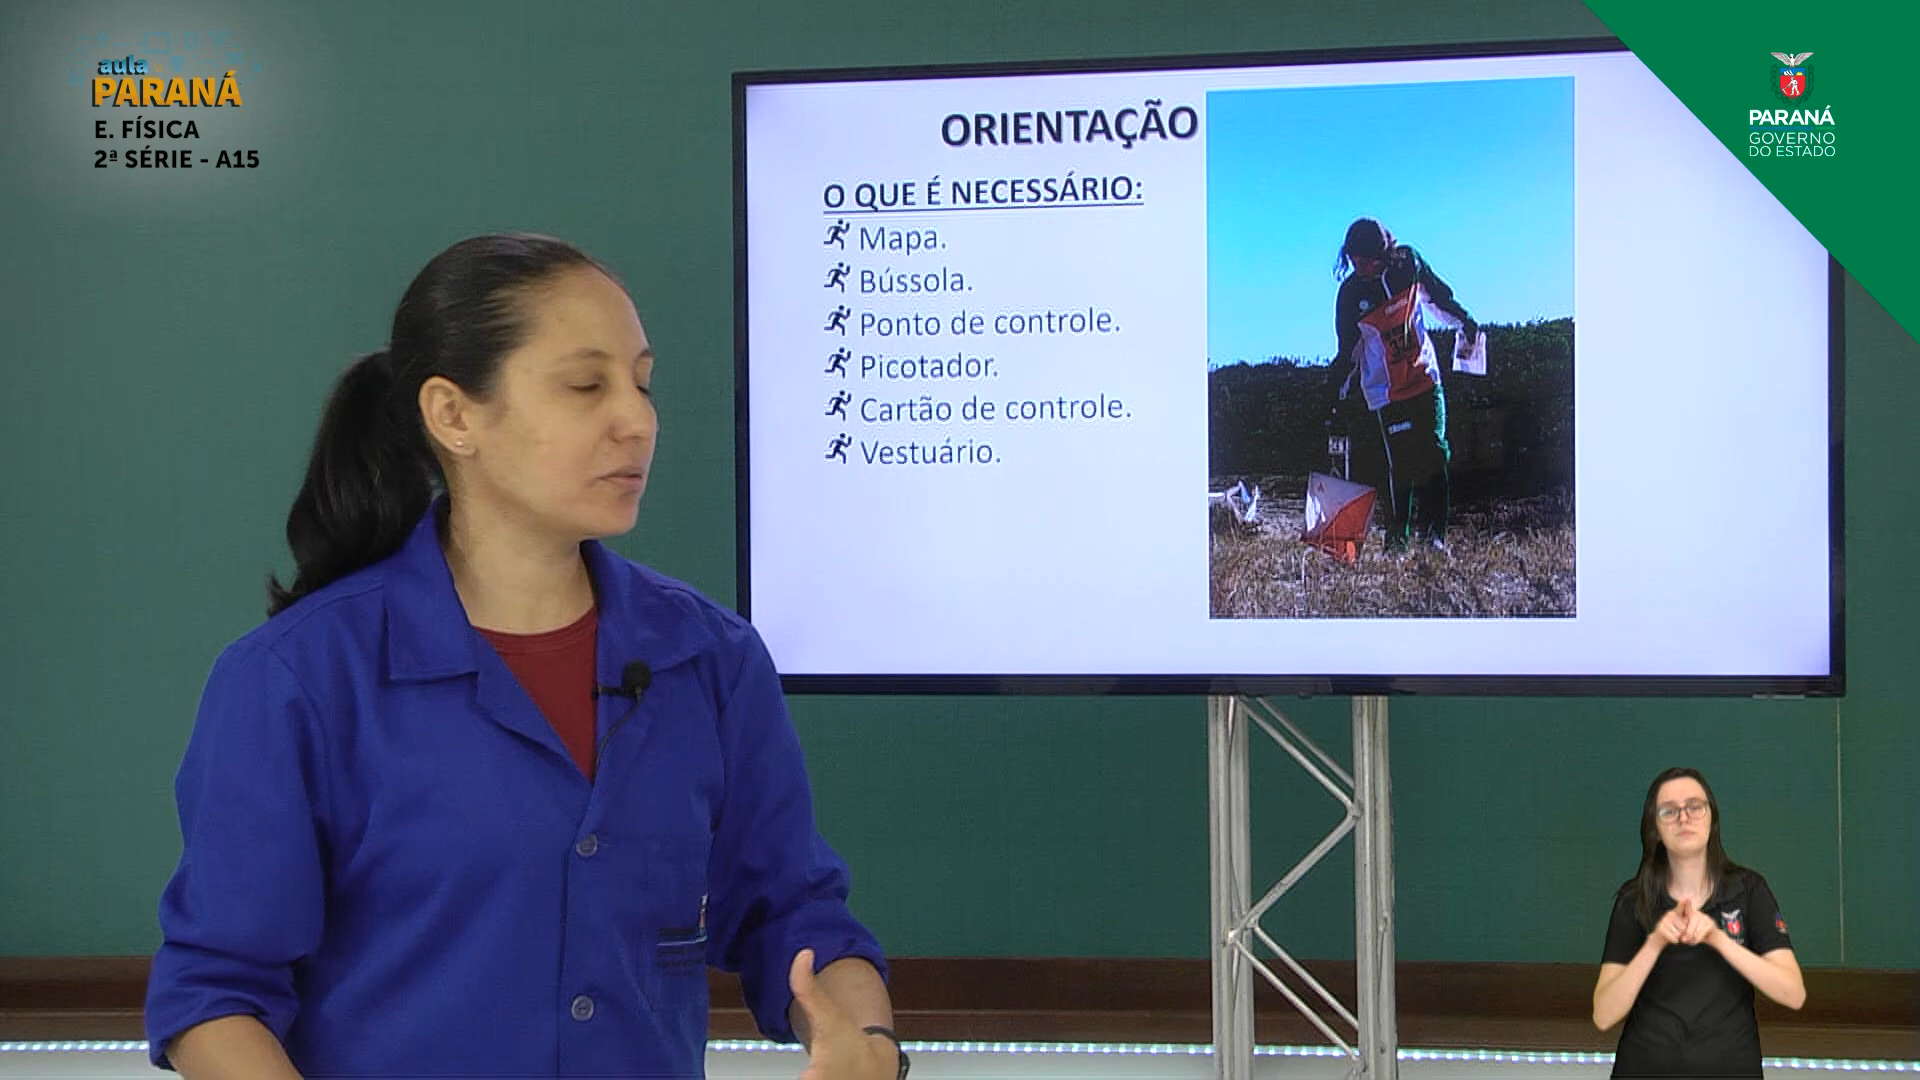 aula
PARANÁ
E. FÍSICA
2ª SÉRIE - A15
ORIENTAÇÃO
O QUE É NECESSÁRIO:
Mapa.
Bússola.
Ponto de controle.
Picotador.
Cartão de controle.
Vestuário.
PARANÁ
GOVERNO
DO ESTADO